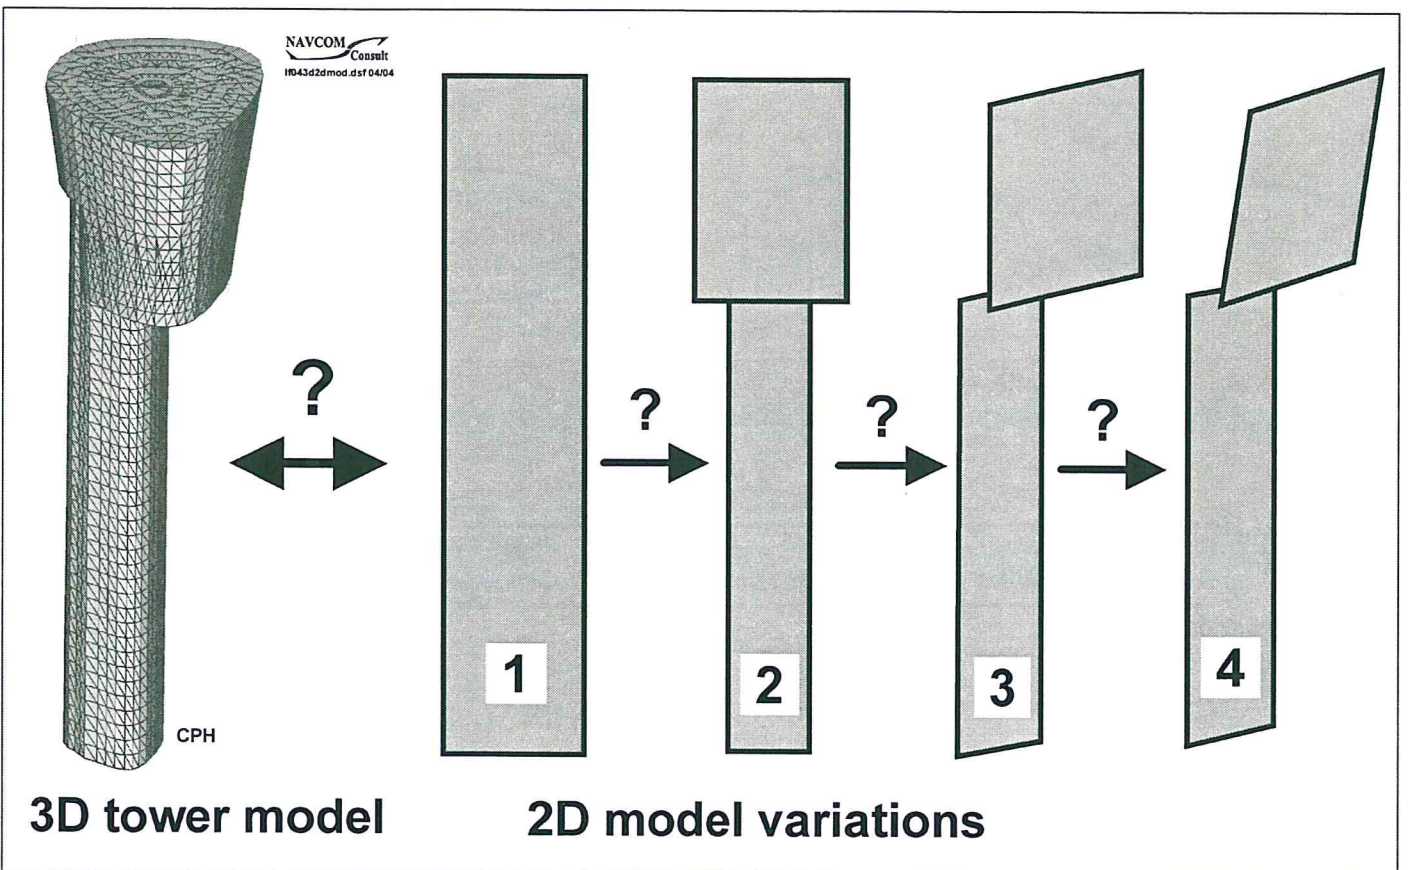 NAVCOM
Consult
lf043d2dmod.dsf 04/04
?
?
?
?
1
2
3
4
CPH
3D tower model
2D model variations